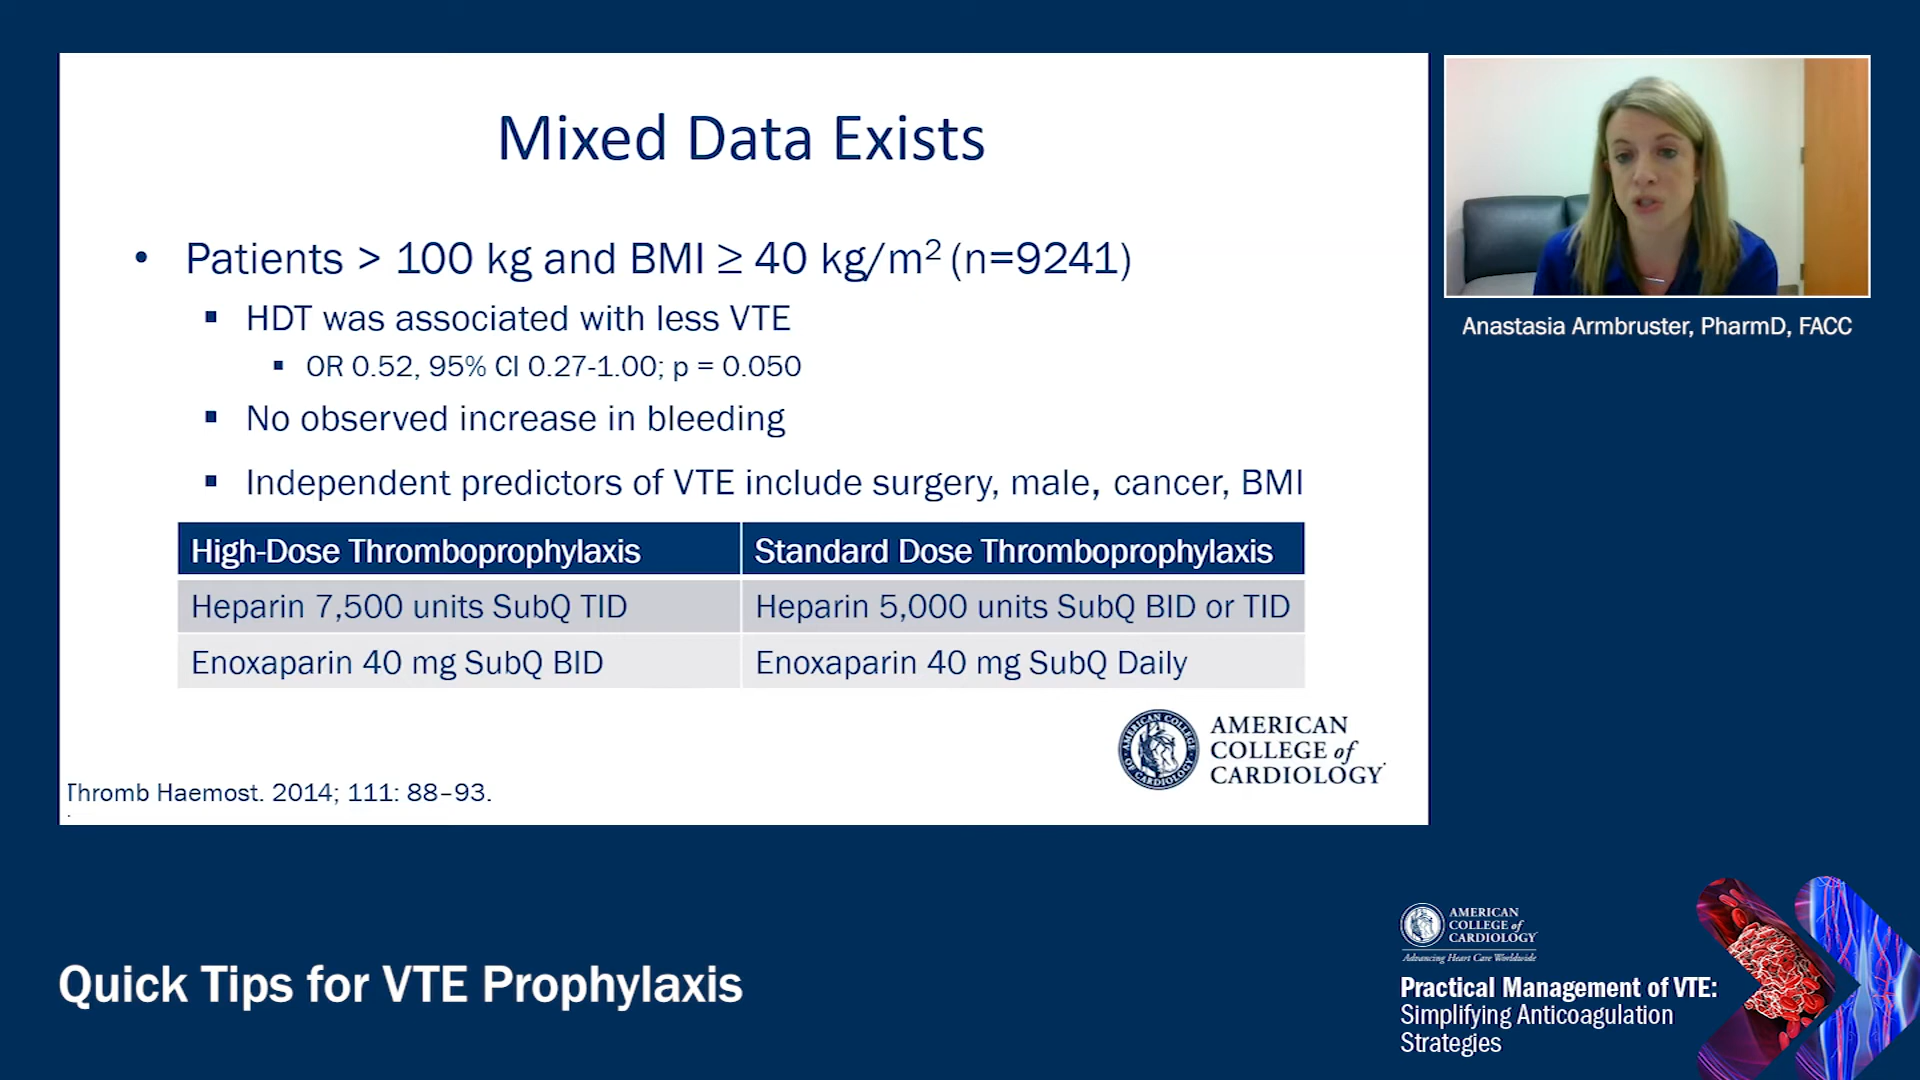 Mixed Data Exists
• Patients > 100 kg and BMI ≥ 40 kg/m² (n=9241)
▪ HDT was associated with less VTE
▪ OR 0.52, 95% CI 0.27-1.00; p = 0.050
▪ No observed increase in bleeding
▪ Independent predictors of VTE include surgery, male, cancer, BMI
High-Dose Thromboprophylaxis Standard Dose Thromboprophylaxis
Heparin 7,500 units SubQ TID Heparin 5,000 units SubQ BID or TID
Enoxaparin 40 mg SubQ BID Enoxaparin 40 mg SubQ Daily
AMERICAN
COLLEGE of
CARDIOLOGY
Thromb Haemost. 2014; 111: 88–93.
Anastasia Armbruster, PharmD, FACC
Quick Tips for VTE Prophylaxis
AMERICAN
COLLEGE of
CARDIOLOGY
Advancing Heart Care Worldwide
Practical Management of VTE:
Simplifying Anticoagulation
Strategies